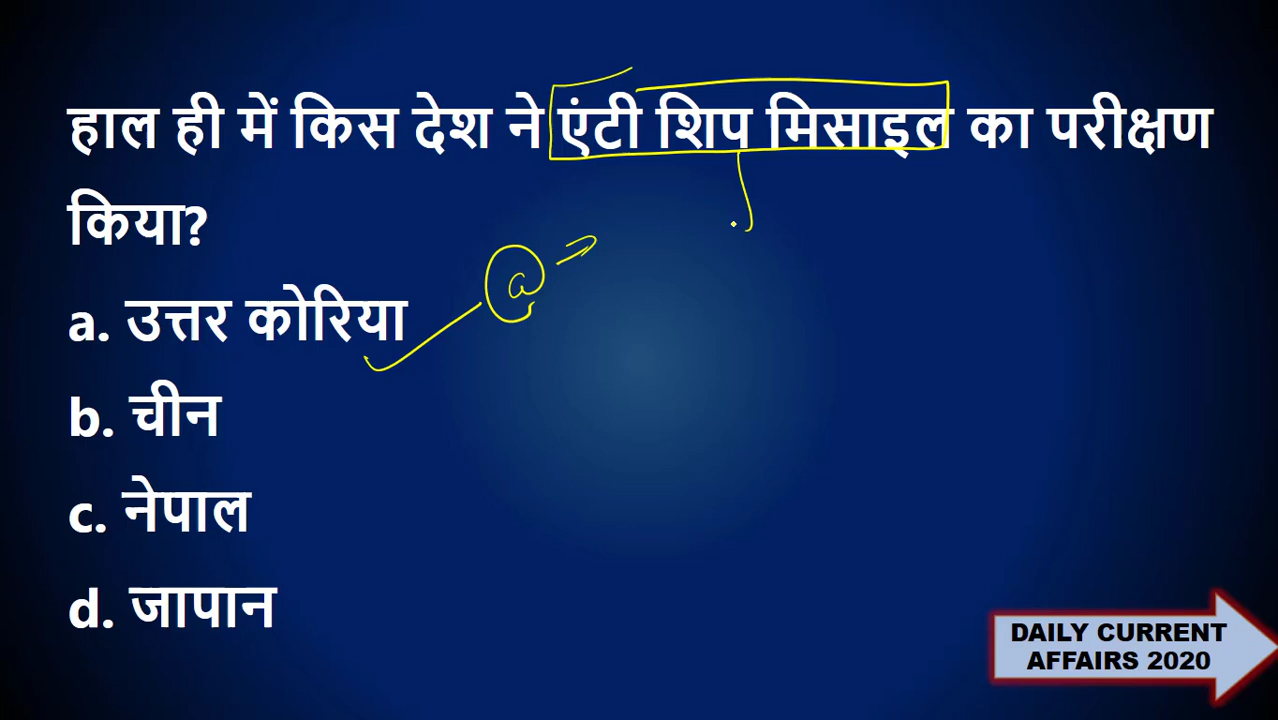 हाल ही में किस देश ने एंटी शिप मिसाइल का परीक्षण
किया?
a. उत्तर कोरिया
a
b. चीन
c. नेपाल
d. जापान
DAILY CURRENT
AFFAIRS 2020